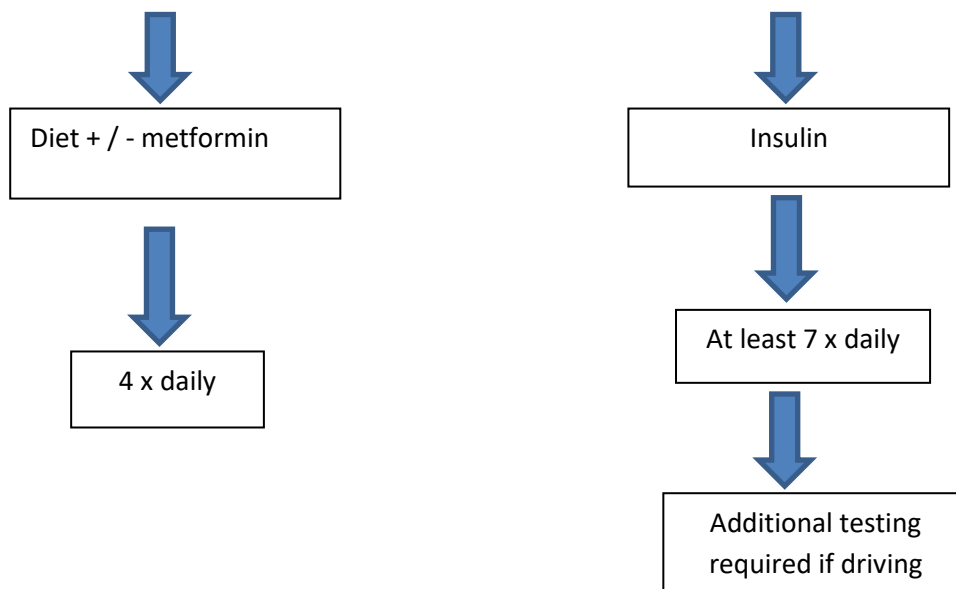 Diet + / - metformin
Insulin
At least 7 x daily
4 x daily
Additional testing
required if driving